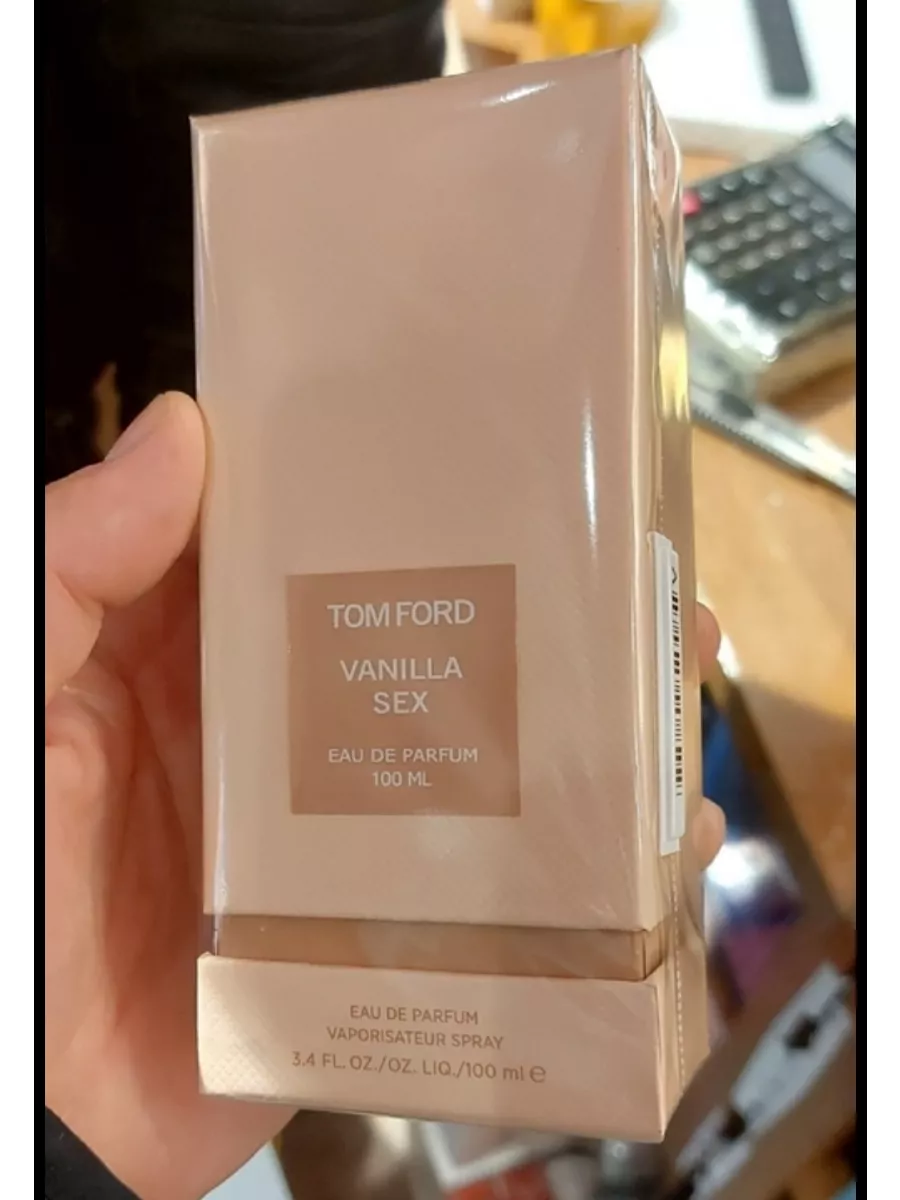 TOM FORD
VANILLA
SEX
EAU DE PARFUM
100 ML
EAU DE PARFUM
VAPORISATEUR SPRAY
3.4 FL. OZ./OZ. LIQ./100 ml ℮